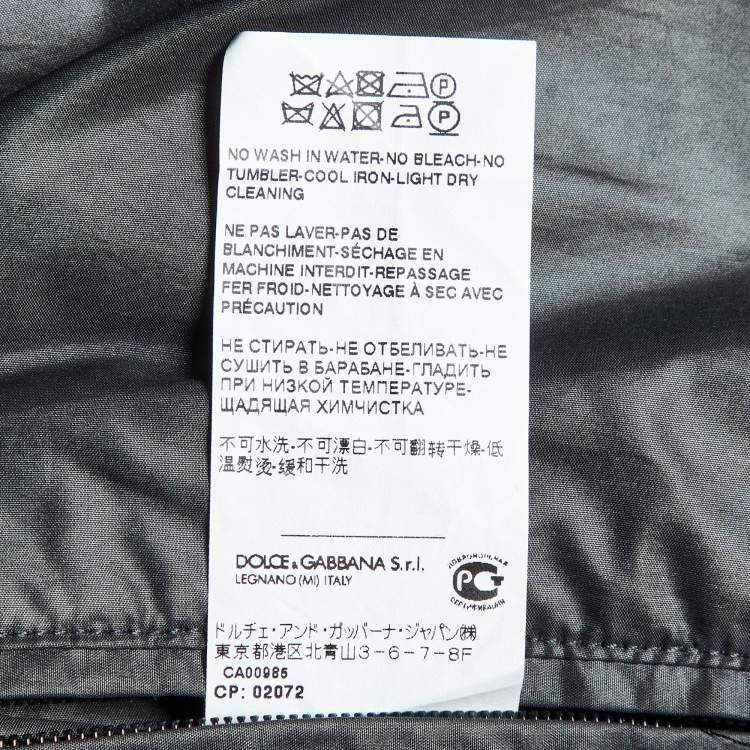 P
P
NO WASH IN WATER-NO BLEACH-NO
TUMBLER-COOL IRON-LIGHT DRY
CLEANING
NE PAS LAVER-PAS DE
BLANCHIMENT-SÉCHAGE EN
MACHINE INTERDIT-REPASSAGE
FER FROID-NETTOYAGE À SEC AVEC
PRÉCAUTION
НЕ СТИРАТЬ-НЕ ОТБЕЛИВАТЬ-НЕ
СУШИТЬ В БАРАБАНЕ-ГЛАДИТЬ
ПРИ НИЗКОЙ ТЕМПЕРАТУРЕ-
ЩАДЯЩАЯ ХИМЧИСТКА
不可水洗-不可漂白-不可翻转干燥-低
温熨烫-缓和干洗
DOLCE & GABBANA S.r.l.
LEGNANO (MI) ITALY
ДОБРОВОЛЬНАЯ
РСТ
СЕРТИФИКАЦИЯ
ドルチェ・アンド・ガッバーナ・ジャパン㈱
東京都港区北青山3-6-7-8F
CA00985
CP: 02072